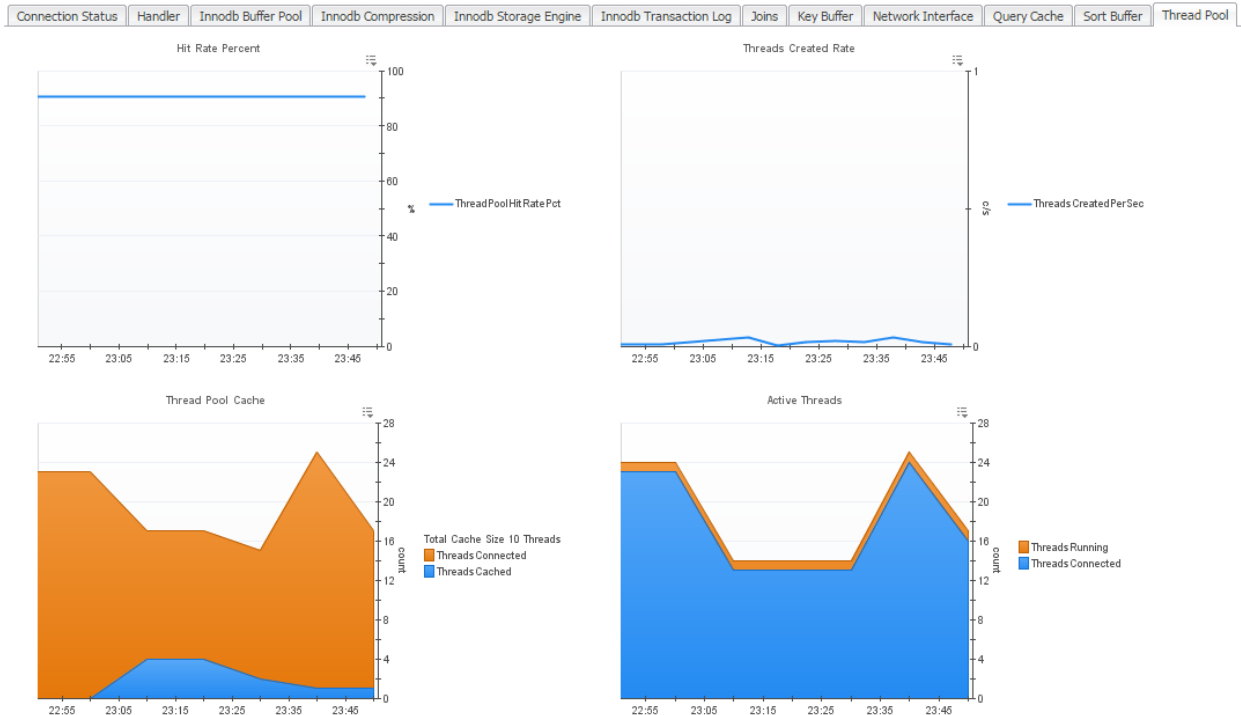 Connection Status Handler Innodb Buffer Pool Innodb Compression Innodb Storage Engine Innodb Transaction Log Joins Key Buffer Network Interface Query Cache Sort Buffer Thread Pool
Hit Rate Percent
100
80
60
40
20
0
%
ThreadPoolHitRatePct
22:55 23:05 23:15 23:25 23:35 23:45
Threads Created Rate
1
0
c/s
ThreadsCreatedPerSec
22:55 23:05 23:15 23:25 23:35 23:45
Thread Pool Cache
28
24
20
16
12
8
4
0
count
Total Cache Size 10 Threads
Threads Connected
Threads Cached
22:55 23:05 23:15 23:25 23:35 23:45
Active Threads
28
24
20
16
12
8
4
0
count
Threads Running
Threads Connected
22:55 23:05 23:15 23:25 23:35 23:45